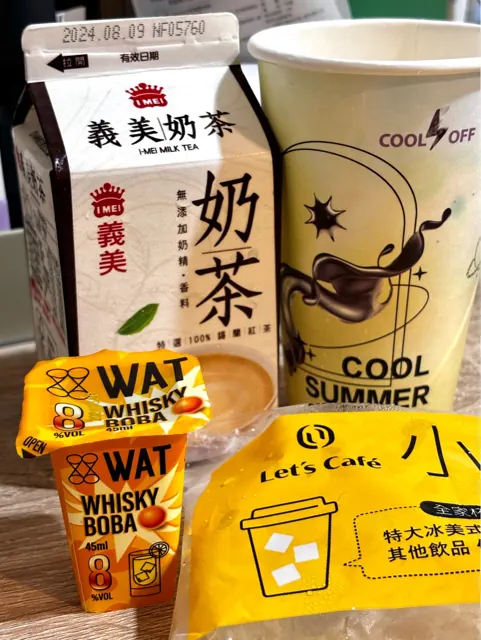 2024.08.09 NF05760
拉開
有效日期
I-MEI
義美奶茶
I-MEI MILK TEA
I-MEI
義美
無添加奶精・香料
奶茶
特選100%錫蘭紅茶
COOL OFF
COOL
SUMMER
WAT
WHISKY
BOBA
45ml
8
%VOL
OPEN
WAT
WHISKY
BOBA
45ml
8
%VOL
Let's Café
小
全家
特大冰美式
其他飲品